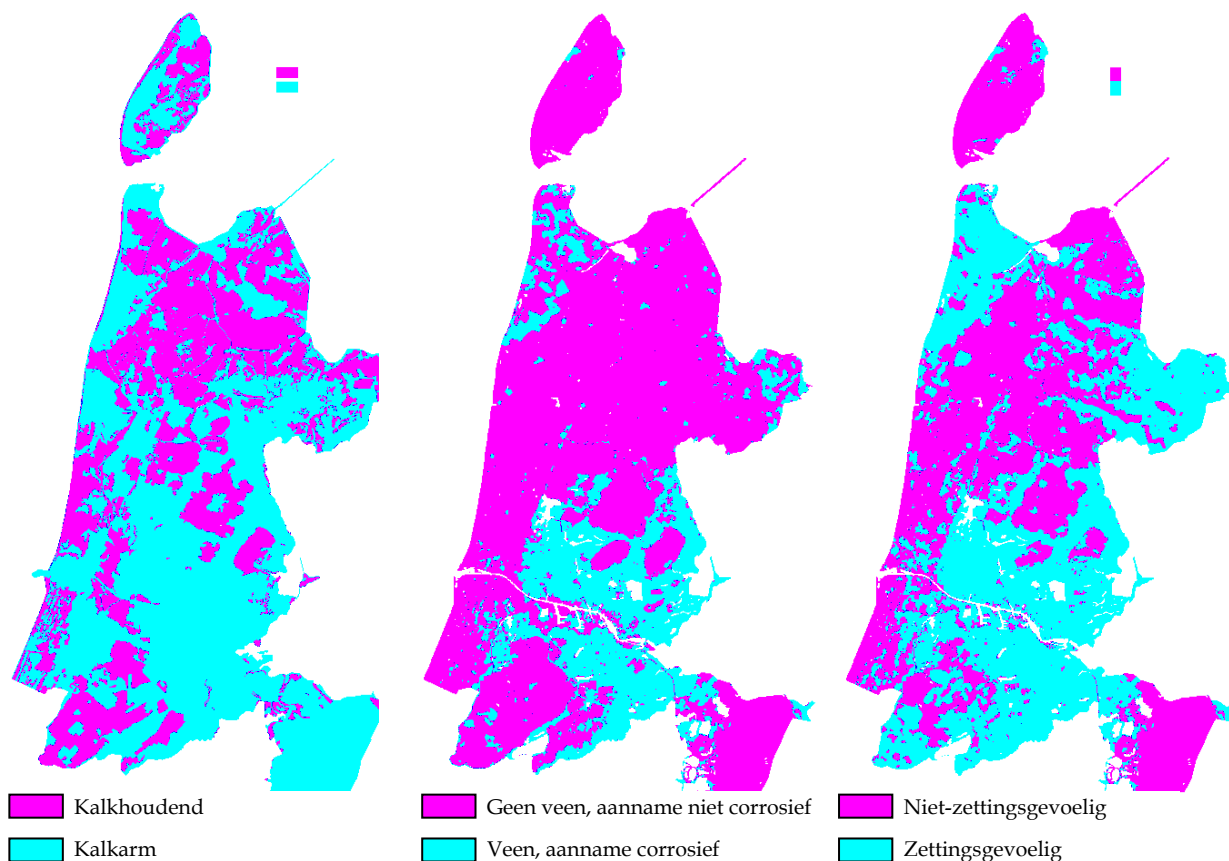 Kalkhoudend
Kalkarm
Geen veen, aanname niet corrosief
Veen, aanname corrosief
Niet-zettingsgevoelig
Zettingsgevoelig